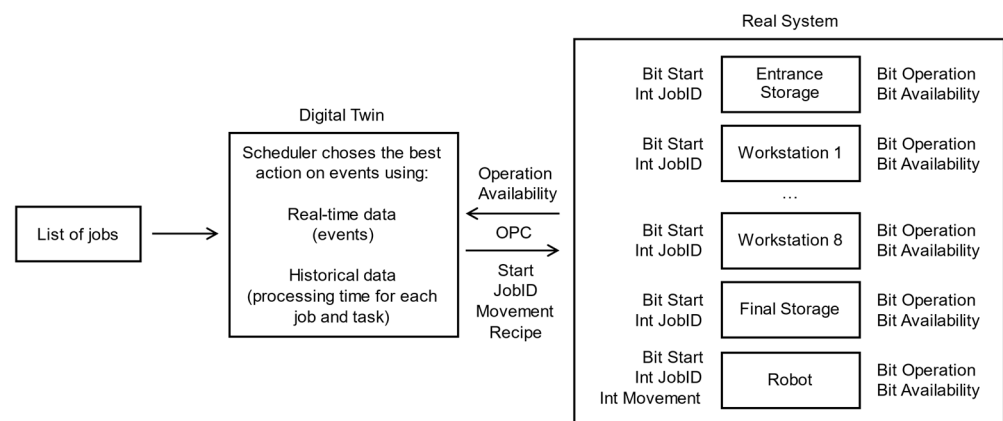 Real System
Digital Twin
List of jobs
Scheduler choses the best
action on events using:
Real-time data
(events)
Historical data
(processing time for each
job and task)
Operation
Availability
OPC
Start
JobID
Movement
Recipe
Bit Start
Int JobID
Entrance
Storage
Bit Operation
Bit Availability
Bit Start
Int JobID
Workstation 1
Bit Operation
Bit Availability
...
Bit Start
Int JobID
Workstation 8
Bit Operation
Bit Availability
Bit Start
Int JobID
Final Storage
Bit Operation
Bit Availability
Bit Start
Int JobID
Int Movement
Robot
Bit Operation
Bit Availability